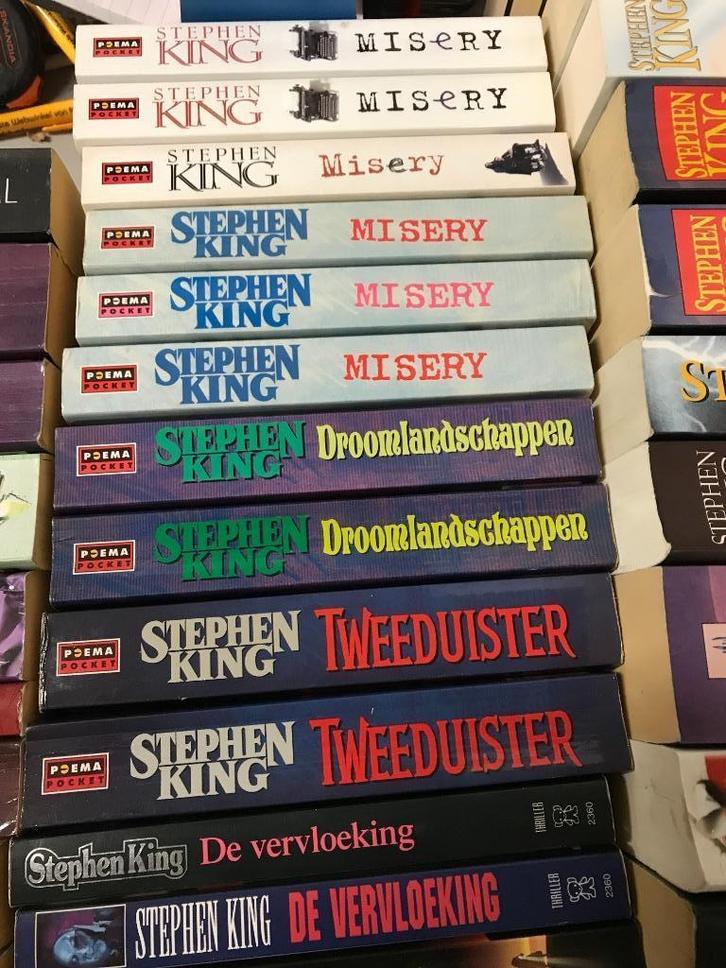 POEMA POCKET STEPHEN KING MISeRY
POEMA POCKET STEPHEN KING MISeRY
POEMA POCKET STEPHEN KING Misery
POEMA POCKET STEPHEN KING MISERY
POEMA POCKET STEPHEN KING MISERY
POEMA POCKET STEPHEN KING MISERY
POEMA POCKET STEPHEN KING Droomlandschappen
POEMA POCKET STEPHEN KING Droomlandschappen
POEMA POCKET STEPHEN KING TWEEDUISTER
POEMA POCKET STEPHEN KING TWEEDUISTER
Stephen King De vervloeking THRILLER 2360
STEPHEN KING DE VERVLOEKING THRILLER 2360
STEPHEN KING
STEPHEN KING
STEPHEN
ST
STEPHEN
L